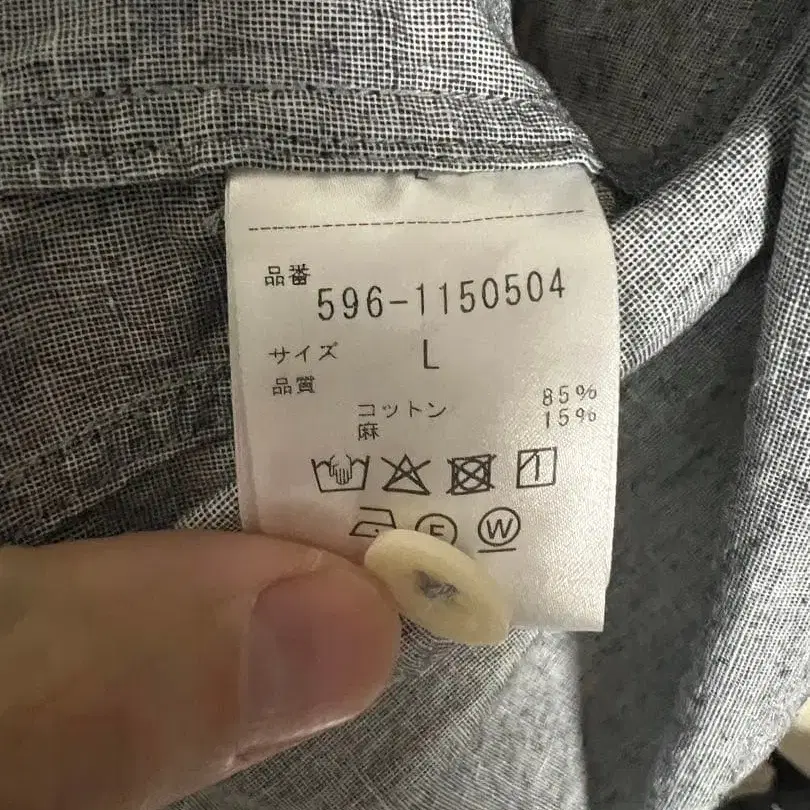 品番
596-1150504
サイズ L
品質
コットン 85%
麻 15%
W